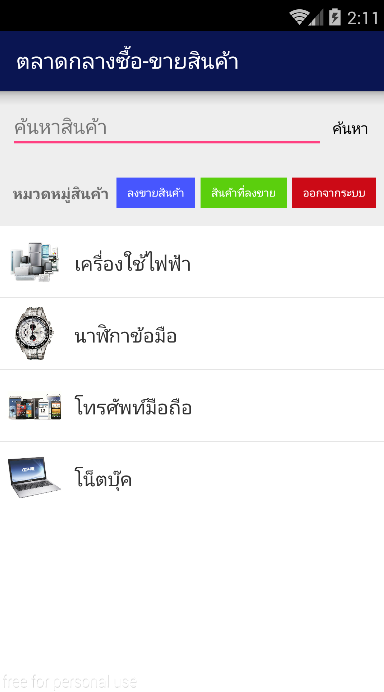 2:11
ตลาดกลางซื้อ-ขายสินค้า
ค้นหาสินค้า ค้นหา
หมวดหมู่สินค้า ลงขายสินค้า สินค้าที่ลงขาย ออกจากระบบ
เครื่องใช้ไฟฟ้า
นาฬิกาข้อมือ
โทรศัพท์มือถือ
โน็ตบุ๊ค
free for personal use